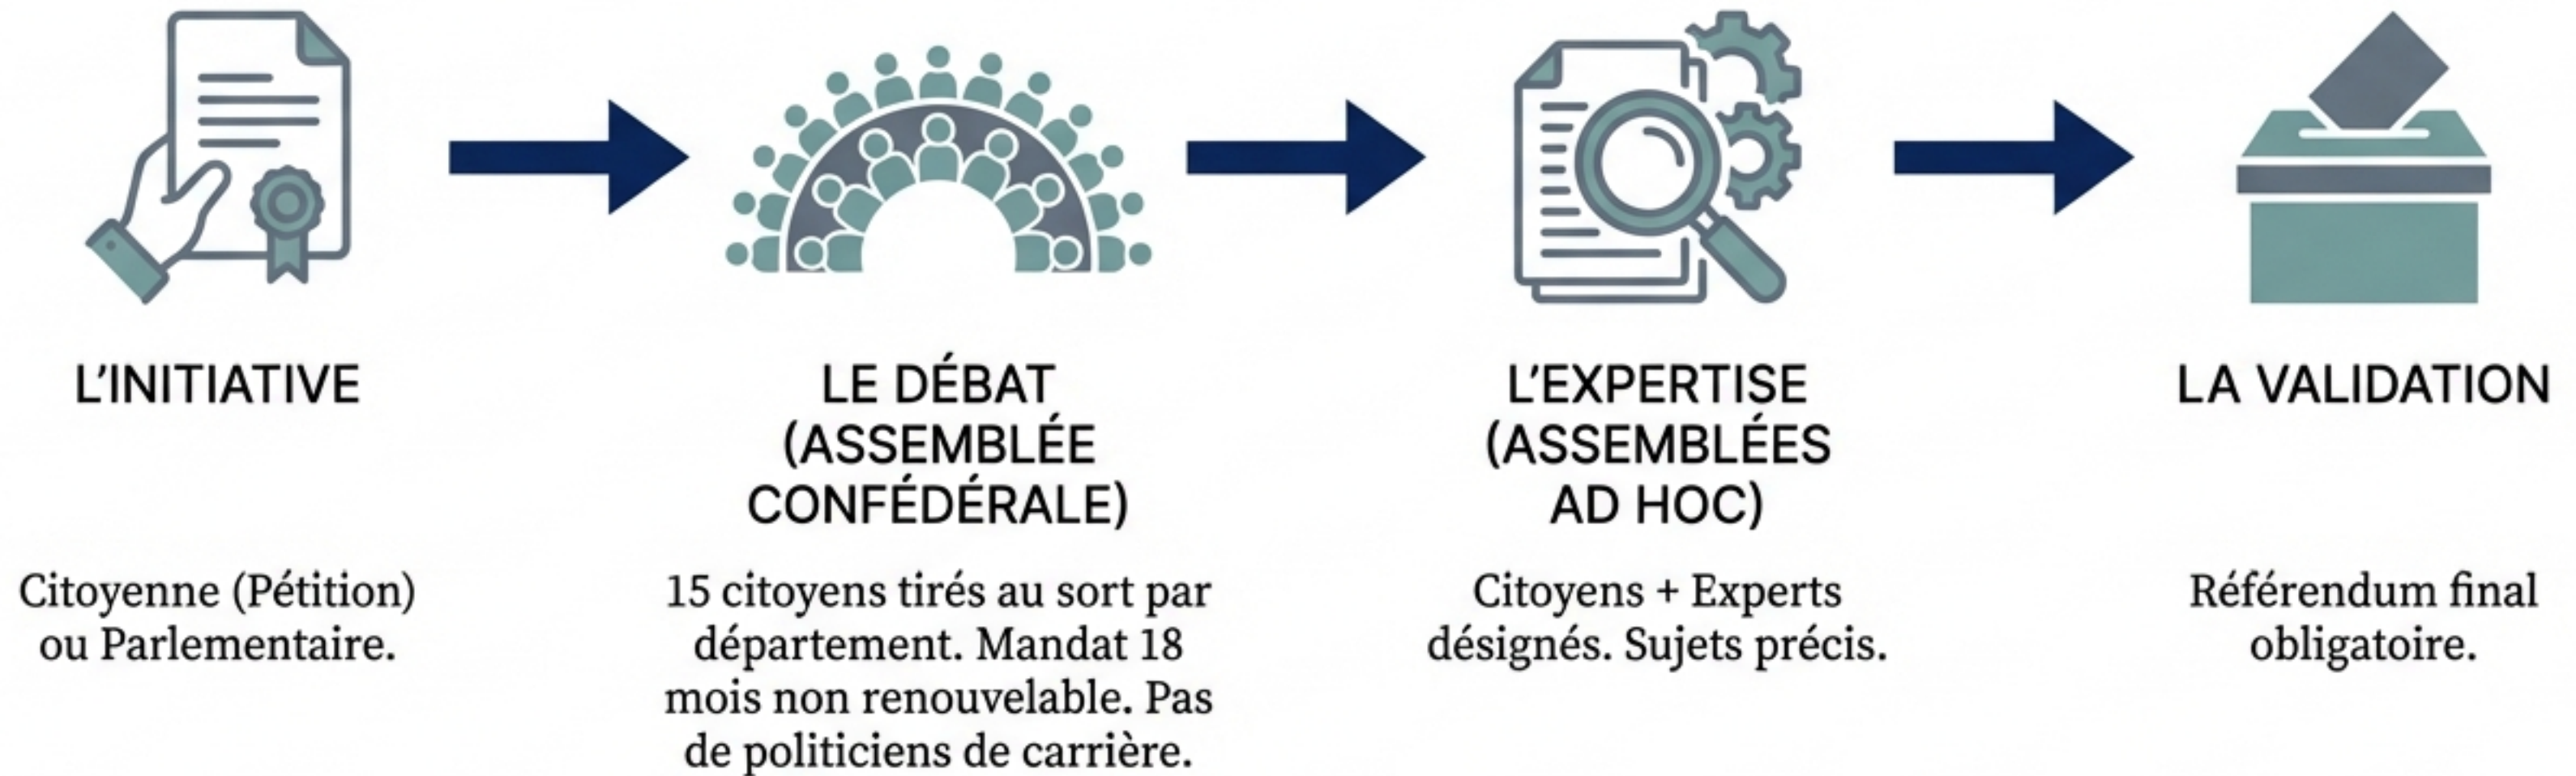 L’INITIATIVE
Citoyenne (Pétition)
ou Parlementaire.
LE DÉBAT
(ASSEMBLÉE
CONFÉDÉRALE)
15 citoyens tirés au sort par
département. Mandat 18
mois non renouvelable. Pas
de politiciens de carrière.
L’EXPERTISE
(ASSEMBLÉES
AD HOC)
Citoyens + Experts
désignés. Sujets précis.
LA VALIDATION
Référendum final
obligatoire.